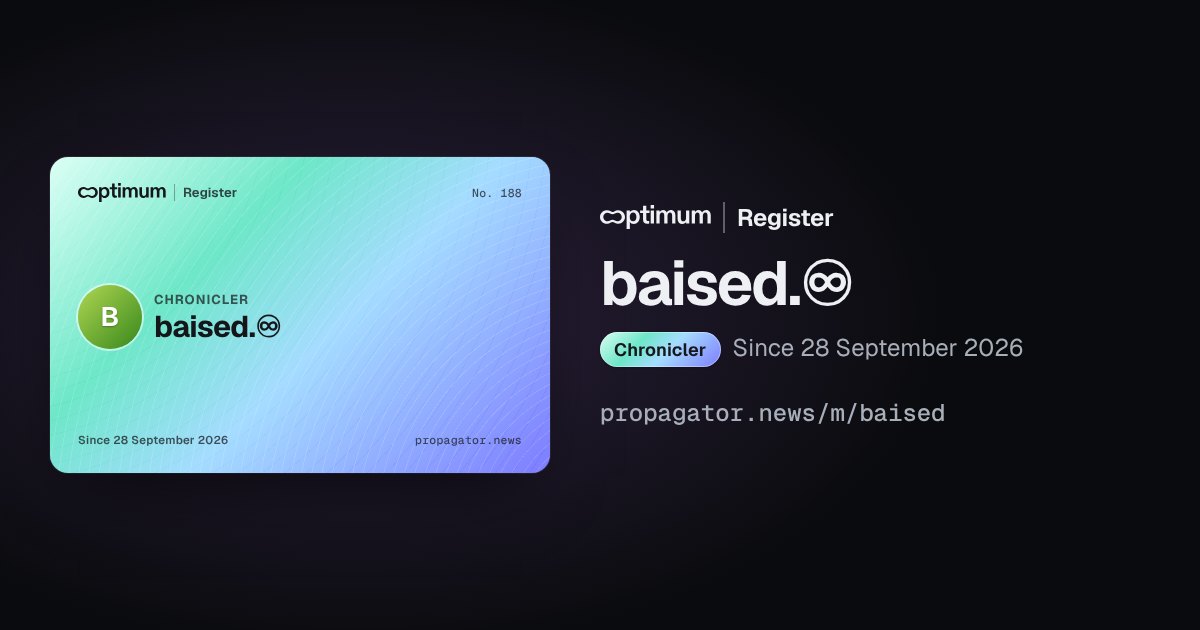 optimum | Register
No. 188
B
CHRONICLER
baised.♾
Since 28 September 2026
propagator.news
optimum | Register
baised.♾
Chronicler
Since 28 September 2026
propagator.news/m/baised